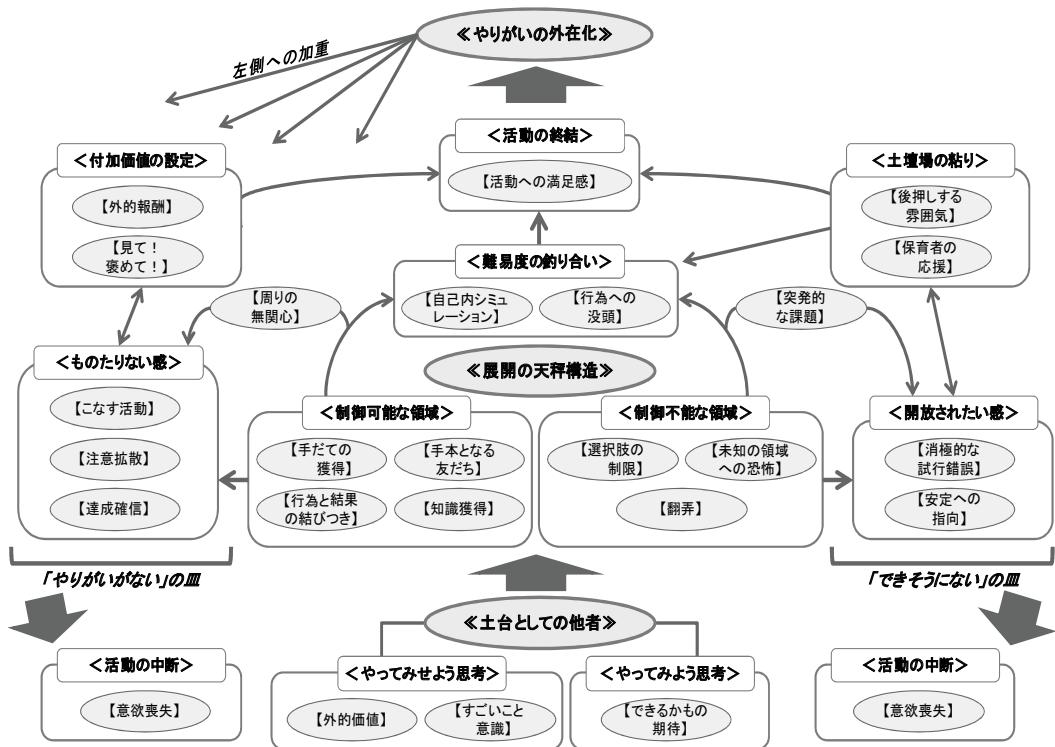 ≪やりがいの外在化≫
左側への加重
＜活動の終結＞
【活動への満足感】
＜付加価値の設定＞
【外的報酬】
【見て！
褒めて！】
＜土壇場の粘り＞
【後押しする
雰囲気】
【保育者の
応援】
＜難易度の釣り合い＞
【自己内シミュ
レーション】
【行為への
没頭】
【周りの
無関心】
【突発的
な課題】
≪展開の天秤構造≫
＜ものたりない感＞
【こなす活動】
【注意拡散】
【達成確信】
＜制御可能な領域＞
【手だての
獲得】
【手本となる
友だち】
【行為と結果
の結びつき】
【知識獲得】
＜制御不能な領域＞
【選択肢の
制限】
【未知の領域
への恐怖】
【翻弄】
＜開放されたい感＞
【消極的な
試行錯誤】
【安定への
指向】
「やりがいがない」の皿
「できそうにない」の皿
≪土台としての他者≫
＜活動の中断＞
【意欲喪失】
＜やってみせよう思考＞
【外的価値】
【すごいこと
意識】
＜やってみよう思考＞
【できるかもの
期待】
＜活動の中断＞
【意欲喪失】